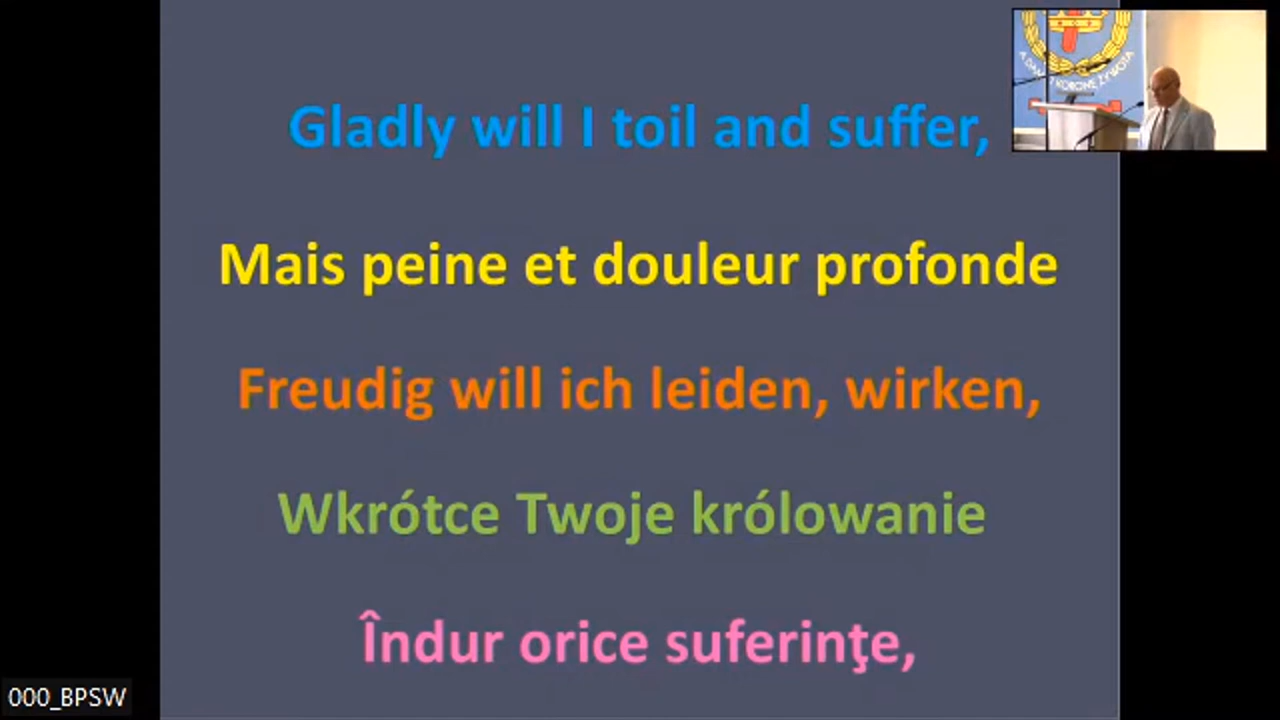 Gladly will I toil and suffer,
Mais peine et douleur profonde
Freudig will ich leiden, wirken,
Wkrótce Twoje królowanie
Îndur orice suferinţe,
000_BPSW